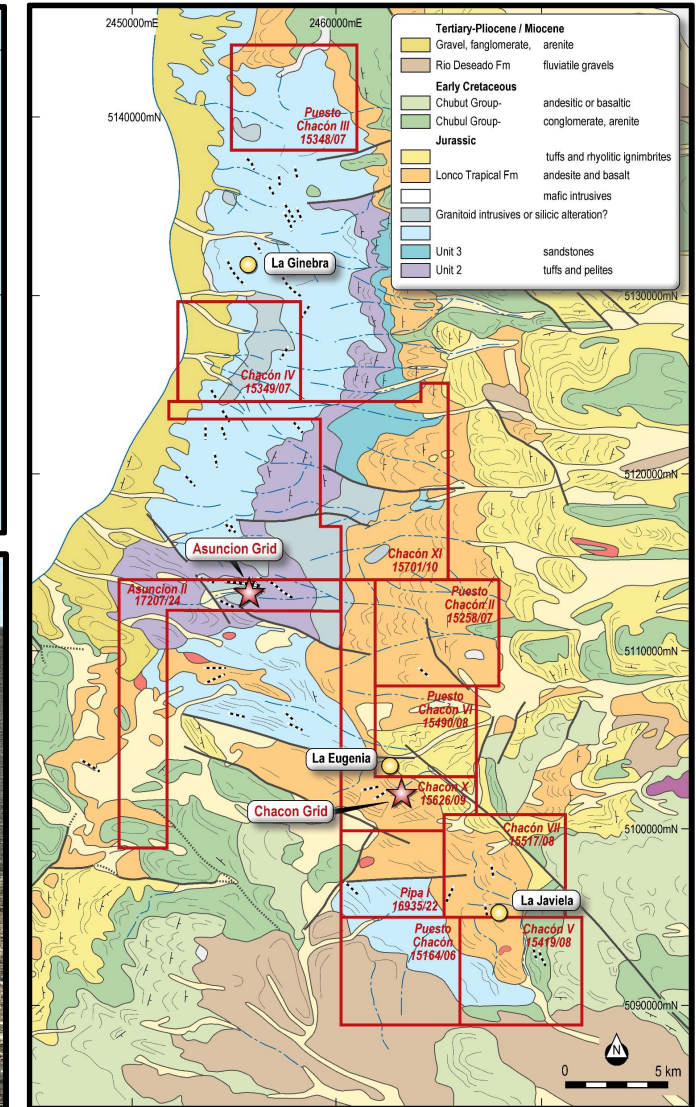 2450000mE
2460000mE
Tertiary-Pliocene / Miocene
Gravel, fanglomerate, arenite
Rio Deseado Fm fluviatile gravels
Early Cretaceous
Chubut Group- andesitic or basaltic
Chubul Group- conglomerate, arenite
Jurassic
tuffs and rhyolitic ignimbrites
Lonco Trapical Fm andesite and basalt
mafic intrusives
Granitoid intrusives or silicic alteration?
Unit 3 sandstones
Unit 2 tuffs and pelites
5140000mN
Puesto
Chacón III
15348/07
La Ginebra
5130000mN
Chacón IV
15349/07
5120000mN
Asuncion Grid
Chacón XI
15701/10
Asuncion II
17207/24
Puesto
Chacón II
15258/07
5110000mN
Puesto
Chacòn VI
15490/08
La Eugenia
Chacón X
15626/09
Chacon Grid
5100000mN
Chacón VII
15517/08
Pipa I
16935/22
La Javiela
Puesto
Chacón
15164/06
Chacón V
15419/08
5090000mN
N
0 5 km